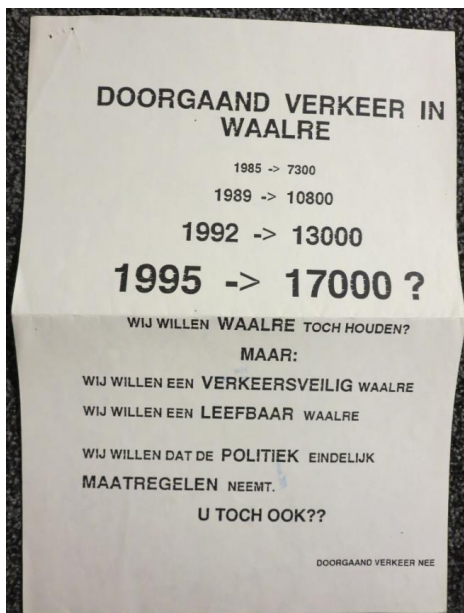 DOORGAAND VERKEER IN
WAALRE
1985 -> 7300
1989 -> 10800
1992 -> 13000
1995 -> 17000 ?
WIJ WILLEN WAALRE TOCH HOUDEN?
MAAR:
WIJ WILLEN EEN VERKEERSVEILIG WAALRE
WIJ WILLEN EEN LEEFBAAR WAALRE
WIJ WILLEN DAT DE POLITIEK EINDELIJK
MAATREGELEN NEEMT.
U TOCH OOK??
DOORGAAND VERKEER NEE